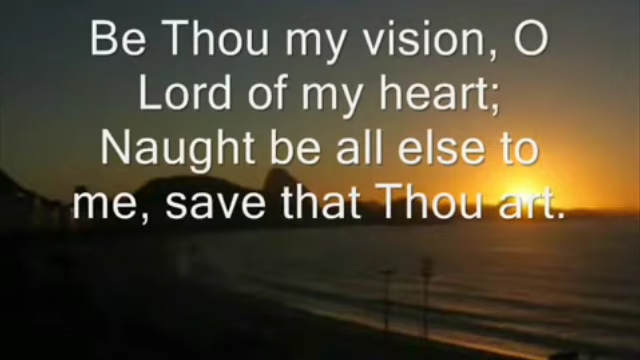 Be Thou my vision, O
Lord of my heart;
Naught be all else to
me, save that Thou art.